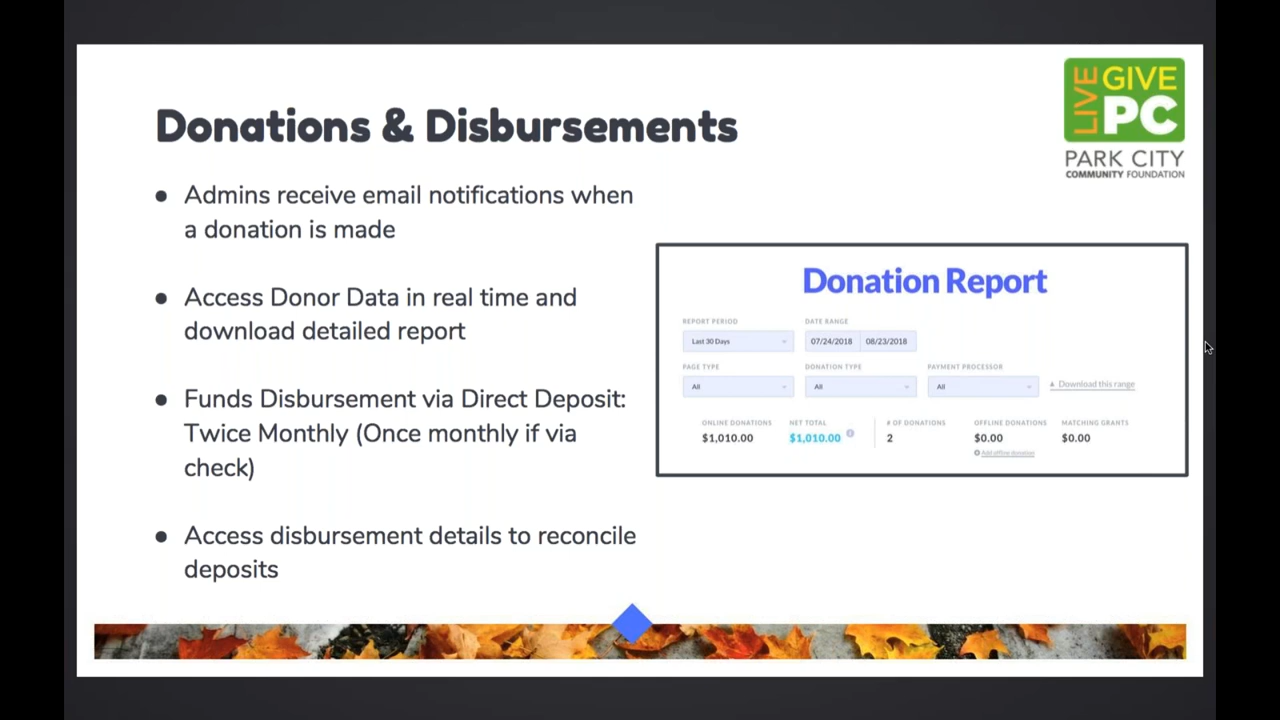 LIVE
GIVE
PC
PARK CITY
COMMUNITY FOUNDATION
Donations & Disbursements
● Admins receive email notifications when
a donation is made
● Access Donor Data in real time and
download detailed report
● Funds Disbursement via Direct Deposit:
Twice Monthly (Once monthly if via
check)
● Access disbursement details to reconcile
deposits
Donation Report
REPORT PERIOD DATE RANGE
Last 30 Days 07/24/2018 08/23/2018
PAGE TYPE DONATION TYPE PAYMENT PROCESSOR
All All All Download this range
ONLINE DONATIONS NET TOTAL # OF DONATIONS OFFLINE DONATIONS MATCHING GRANTS
$1,010.00 $1,010.00 2 $0.00 $0.00
Add offline donation